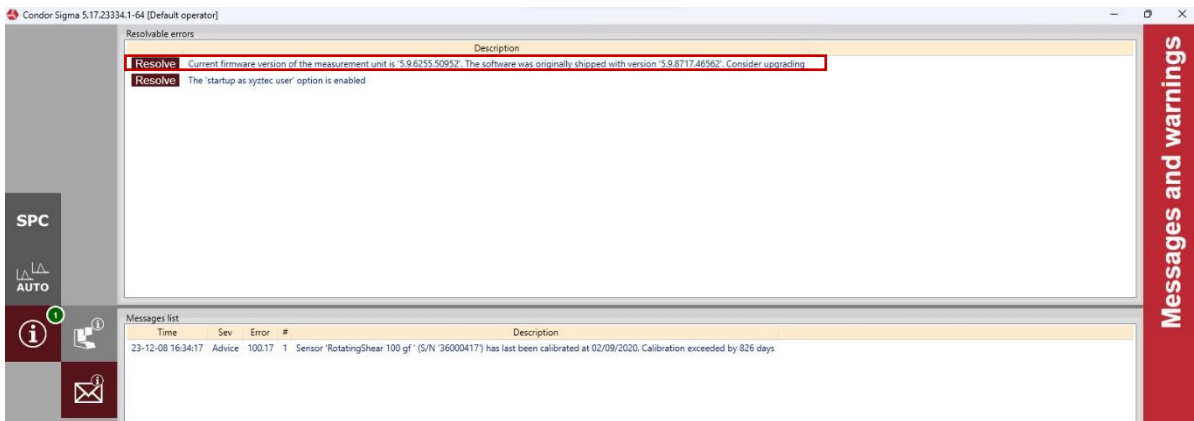 Condor Sigma 5.17.23334.1-64 [Default operator]
Resolvable errors
Description
Resolve Current firmware version of the measurement unit is '5.9.6255.50952'. The software was originally shipped with version '5.9.8717.46562'. Consider upgrading
Resolve The 'startup as xyztec user' option is enabled
Messages and warnings
SPC
AUTO
1
Messages list
Time Sev Error # Description
23-12-08 16:34:17 Advice 100.17 1 Sensor 'RotatingShear 100 gf ' (S/N '36000417') has last been calibrated at 02/09/2020. Calibration exceeded by 826 days